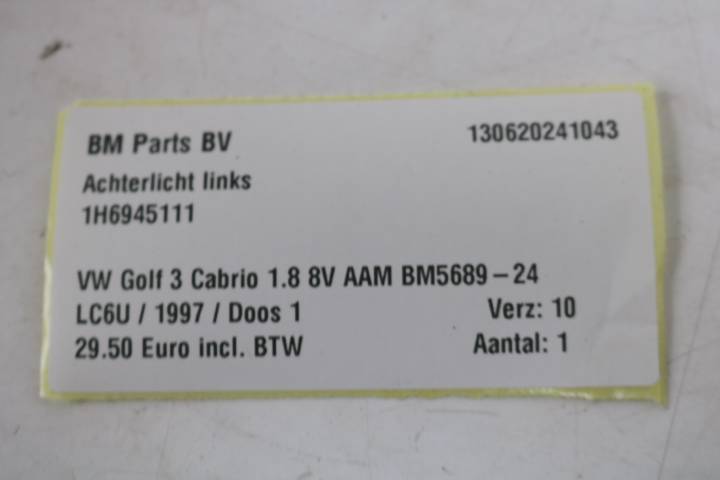 BM Parts BV 130620241043
Achterlicht links
1H6945111
VW Golf 3 Cabrio 1.8 8V AAM BM5689-24
LC6U / 1997 / Doos 1 Verz: 10
29.50 Euro incl. BTW Aantal: 1